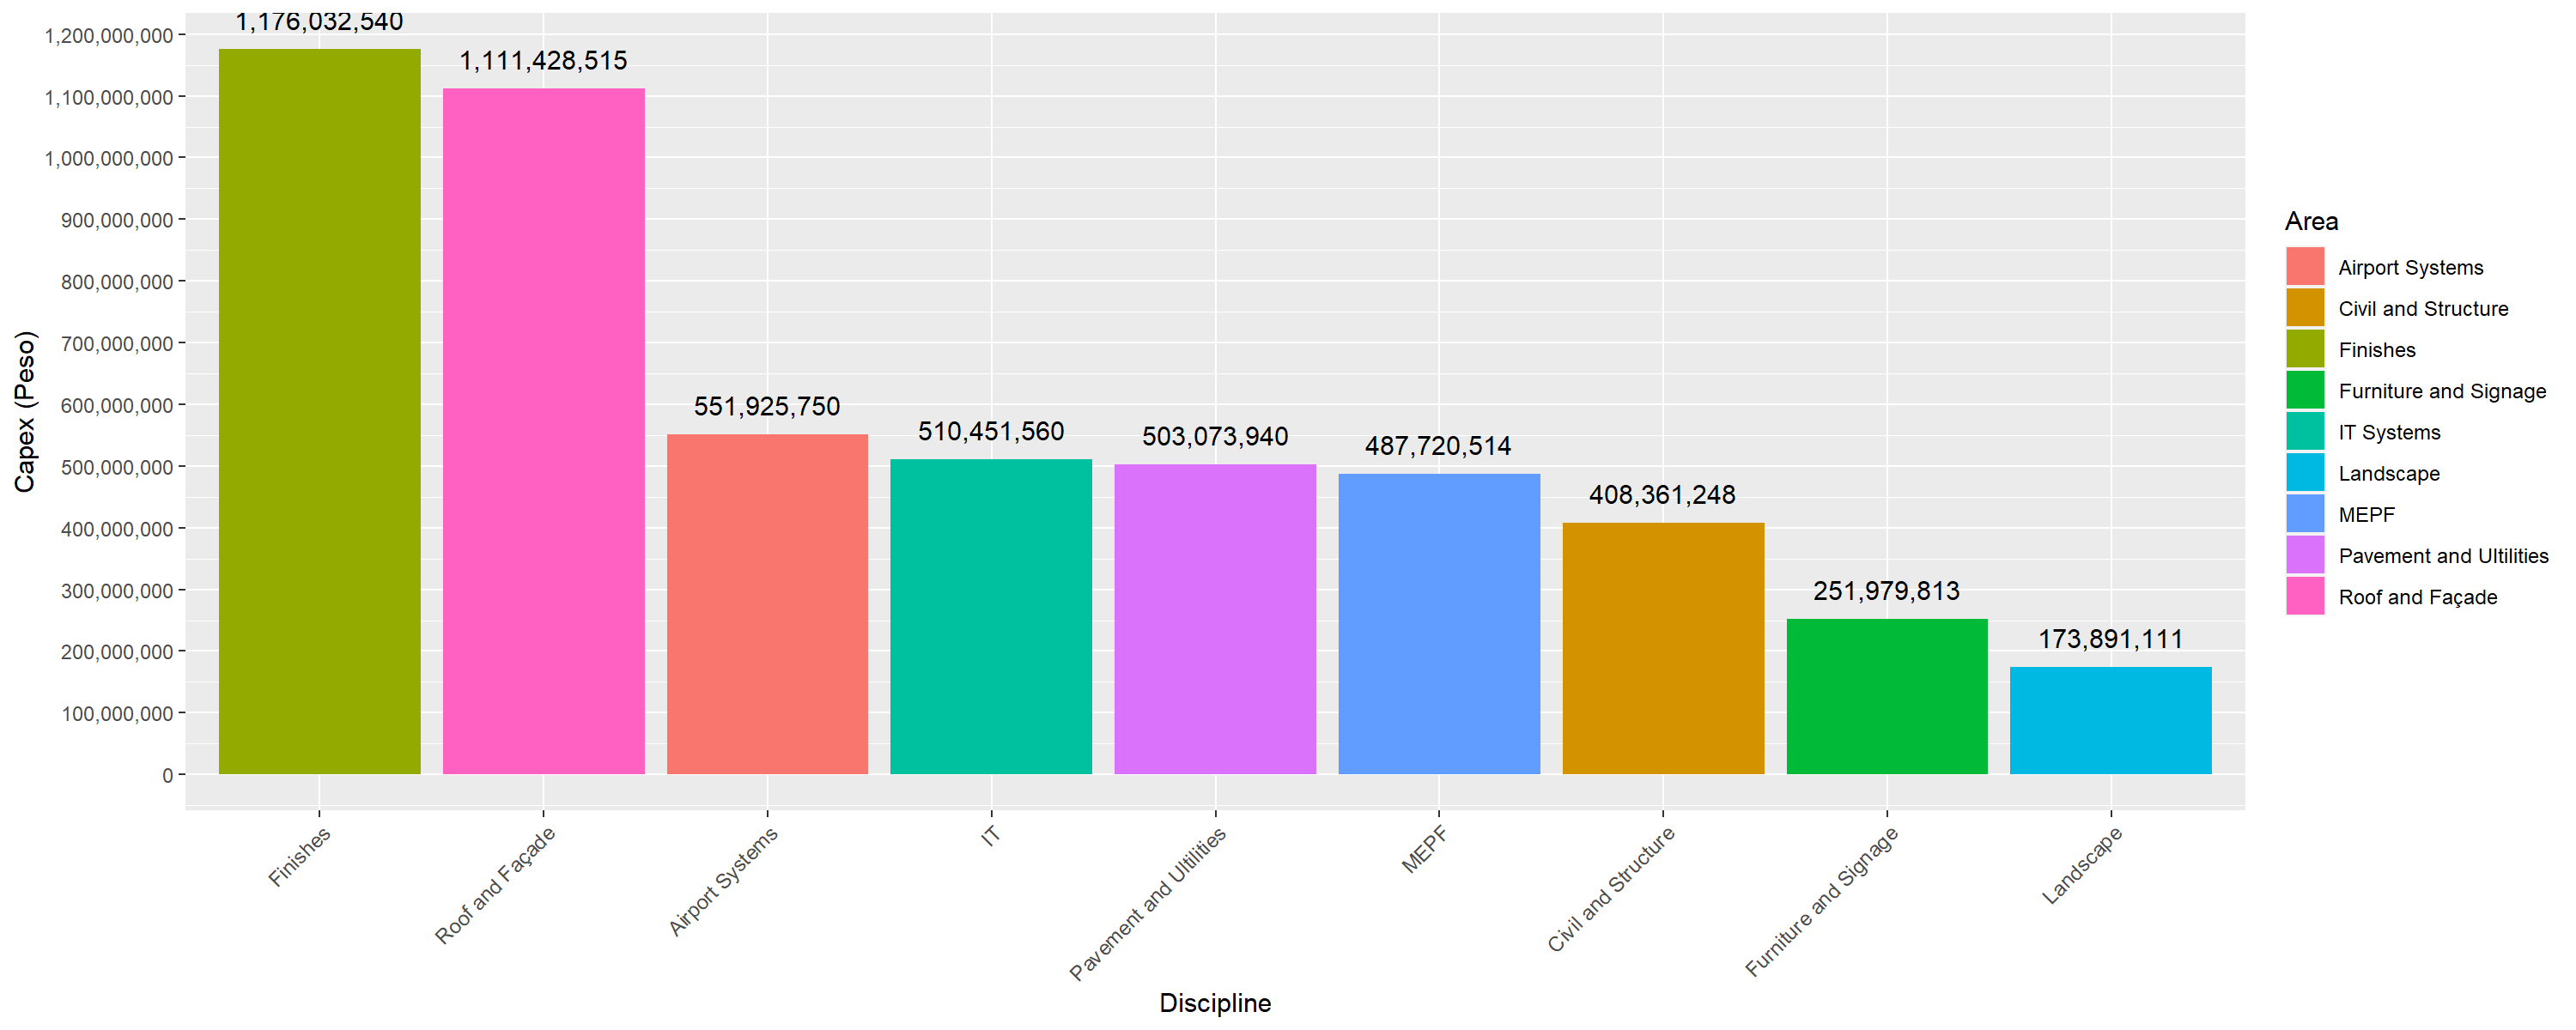 1,176,032,540
1,111,428,515
551,925,750
510,451,560
503,073,940
487,720,514
408,361,248
251,979,813
173,891,111
1,200,000,000
1,100,000,000
1,000,000,000
900,000,000
800,000,000
700,000,000
600,000,000
500,000,000
400,000,000
300,000,000
200,000,000
100,000,000
0
Capex (Peso)
Finishes
Roof and Façade
Airport Systems
IT
Pavement and Ultilities
MEPF
Civil and Structure
Furniture and Signage
Landscape
Discipline
Area
Airport Systems
Civil and Structure
Finishes
Furniture and Signage
IT Systems
Landscape
MEPF
Pavement and Ultilities
Roof and Façade